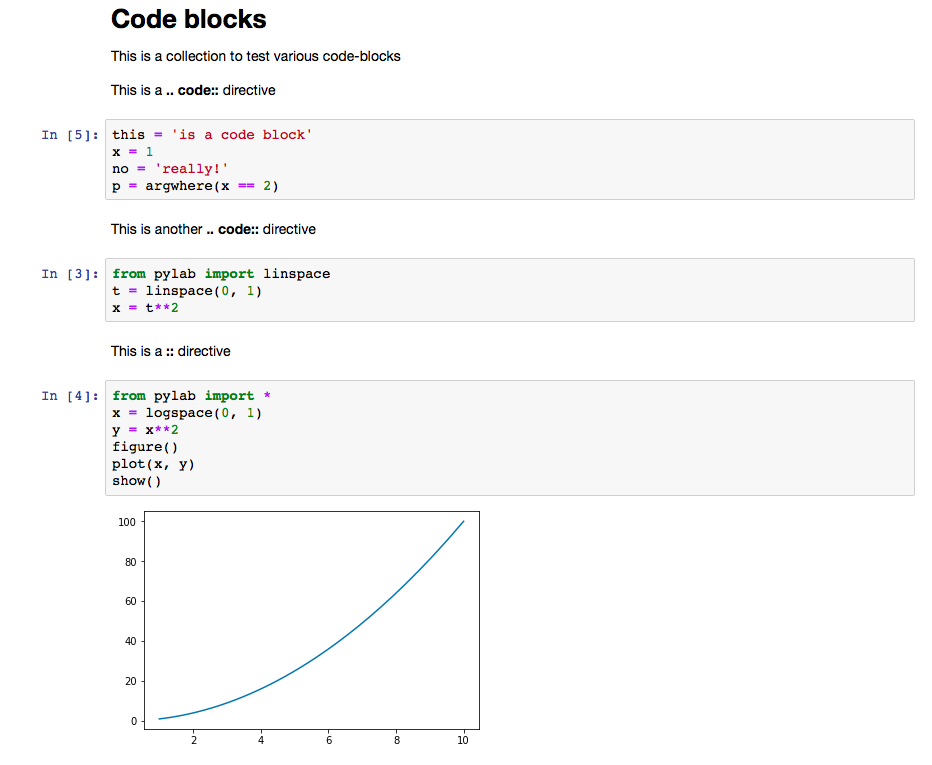 Code blocks
This is a collection to test various code-blocks
This is a .. code:: directive
In [5]: this = 'is a code block'
x = 1
no = 'really!'
p = argwhere(x == 2)
This is another .. code:: directive
In [3]: from pylab import linspace
t = linspace(0, 1)
x = t**2
This is a :: directive
In [4]: from pylab import *
x = logspace(0, 1)
y = x**2
figure()
plot(x, y)
show()
100
80
60
40
20
0
2 4 6 8 10